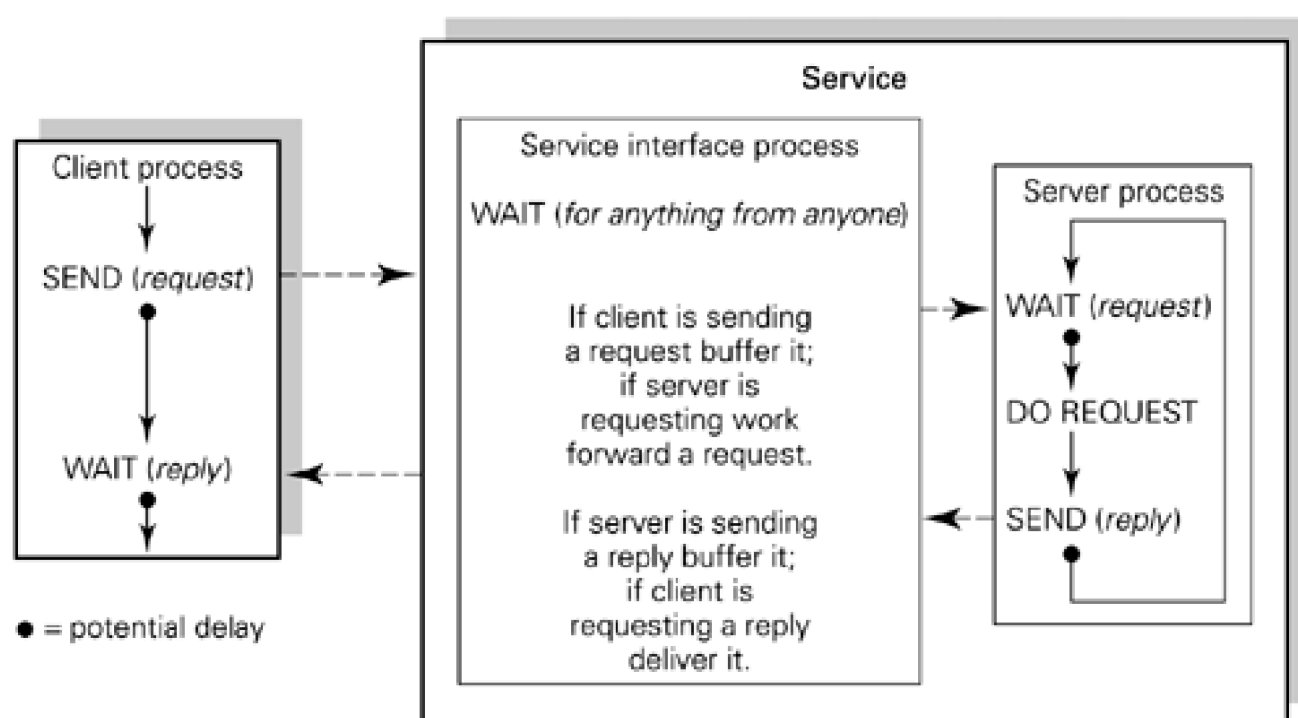 Service
Client process
SEND (request)
WAIT (reply)
● = potential delay
Service interface process
WAIT (for anything from anyone)
If client is sending
a request buffer it;
if server is
requesting work
forward a request.
If server is sending
a reply buffer it;
if client is
requesting a reply
deliver it.
Server process
WAIT (request)
DO REQUEST
SEND (reply)